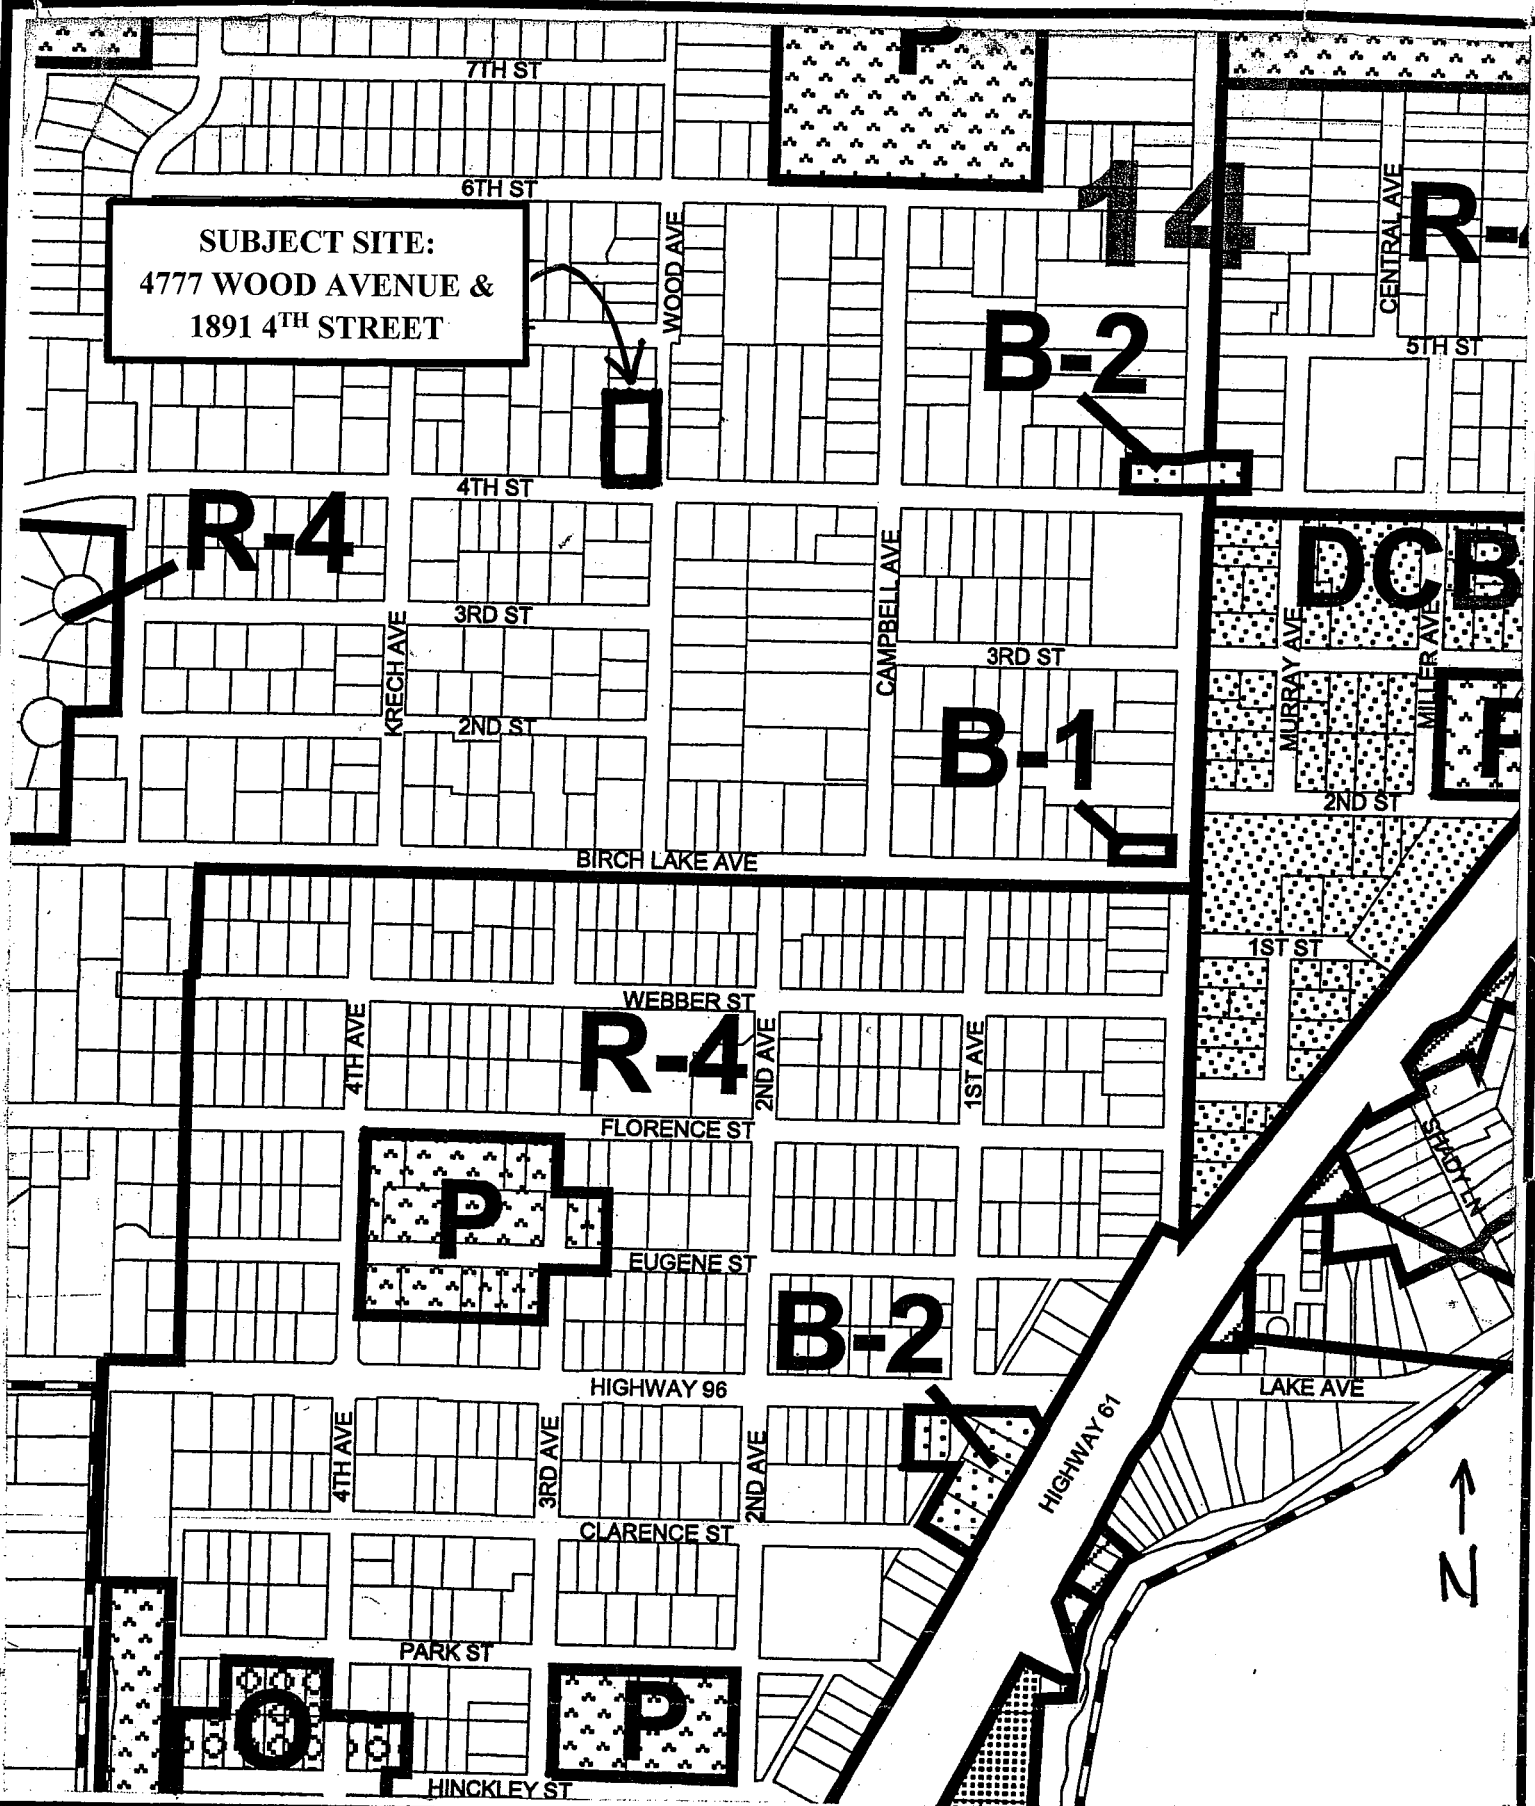 P
7TH ST
6TH ST
14
CENTRAL AVE
R-
SUBJECT SITE:
4777 WOOD AVENUE &
1891 4TH STREET
WOOD AVE
B-2
5TH ST
4TH ST
R-4
DCB
CAMPBELL AVE
3RD ST
KRECH AVE
3RD ST
MURRAY AVE
MILLER AVE
P
2ND ST
B-1
2ND ST
BIRCH LAKE AVE
1ST ST
WEBBER ST
R-4
4TH AVE
2ND AVE
1ST AVE
FLORENCE ST
SHADY LN
P
EUGENE ST
B-2
HIGHWAY 96
LAKE AVE
HIGHWAY 61
4TH AVE
3RD AVE
2ND AVE
CLARENCE ST
N
PARK ST
O
P
HINCKLEY ST